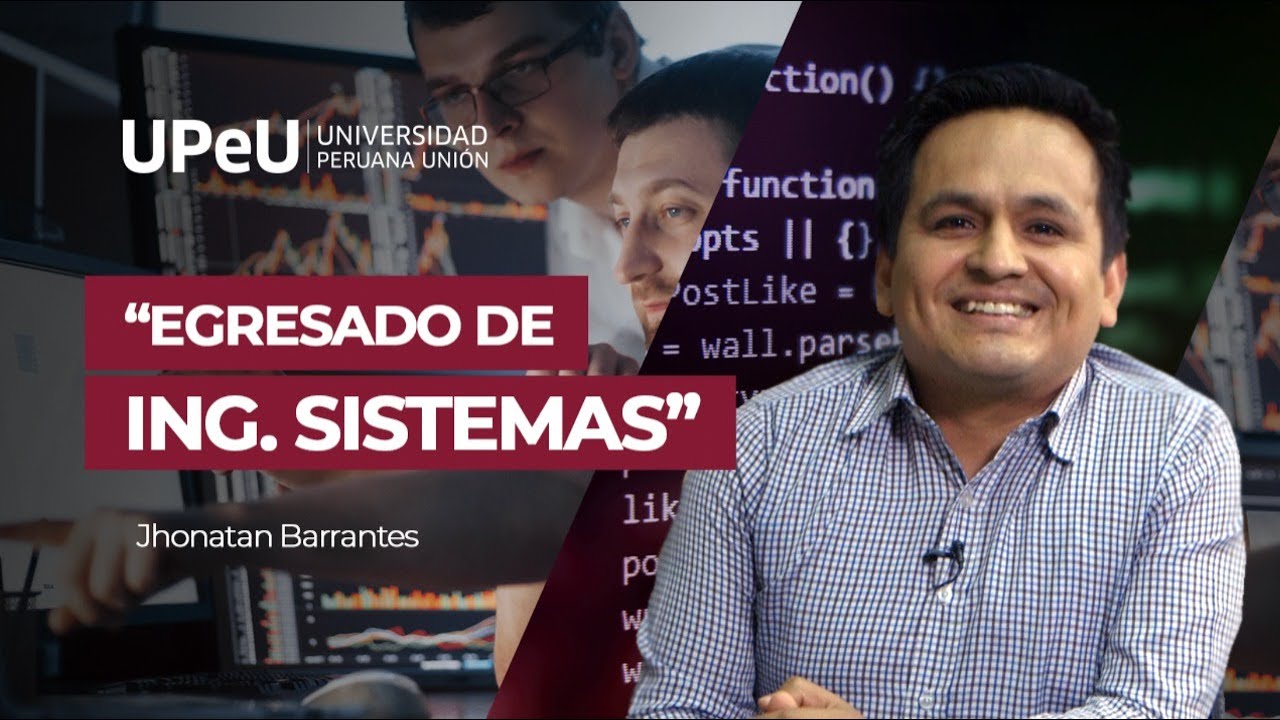 UPeU
UNIVERSIDAD
PERUANA UNIÓN
“EGRESADO DE
ING. SISTEMAS”
Jhonatan Barrantes
ction() {
function
opts || {}
PostLike =
= wall.parse
lik
po
w
w